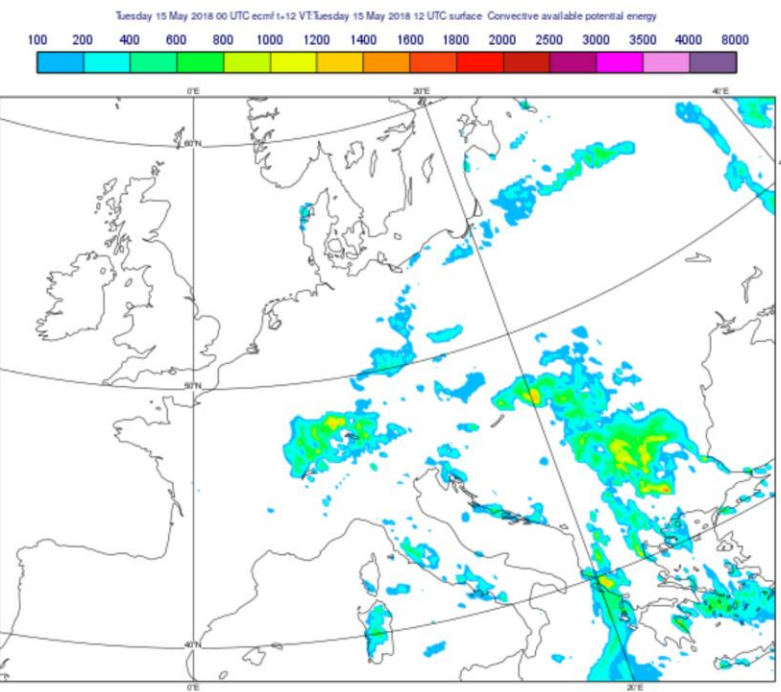 Tuesday 15 May 2018 00 UTC ecmf t+12 VT:Tuesday 15 May 2018 12 UTC surface Convective available potential energy
100 200 400 600 800 1000 1200 1400 1600 1800 2000 2500 3000 3500 4000 8000
0°E 20°E 40°E
60°N
50°N
40°N
0°E 20°E